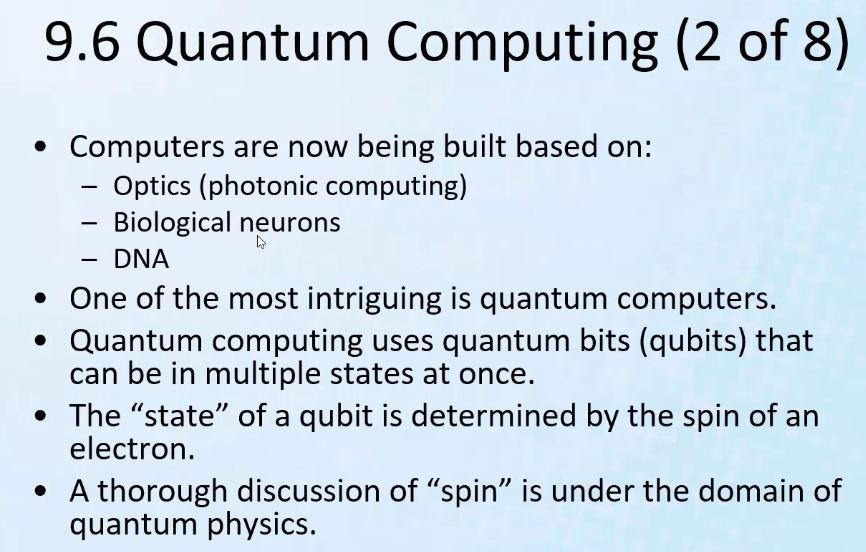 9.6 Quantum Computing (2 of 8)
• Computers are now being built based on:
– Optics (photonic computing)
– Biological neurons
– DNA
• One of the most intriguing is quantum computers.
• Quantum computing uses quantum bits (qubits) that
can be in multiple states at once.
• The “state” of a qubit is determined by the spin of an
electron.
• A thorough discussion of “spin” is under the domain of
quantum physics.